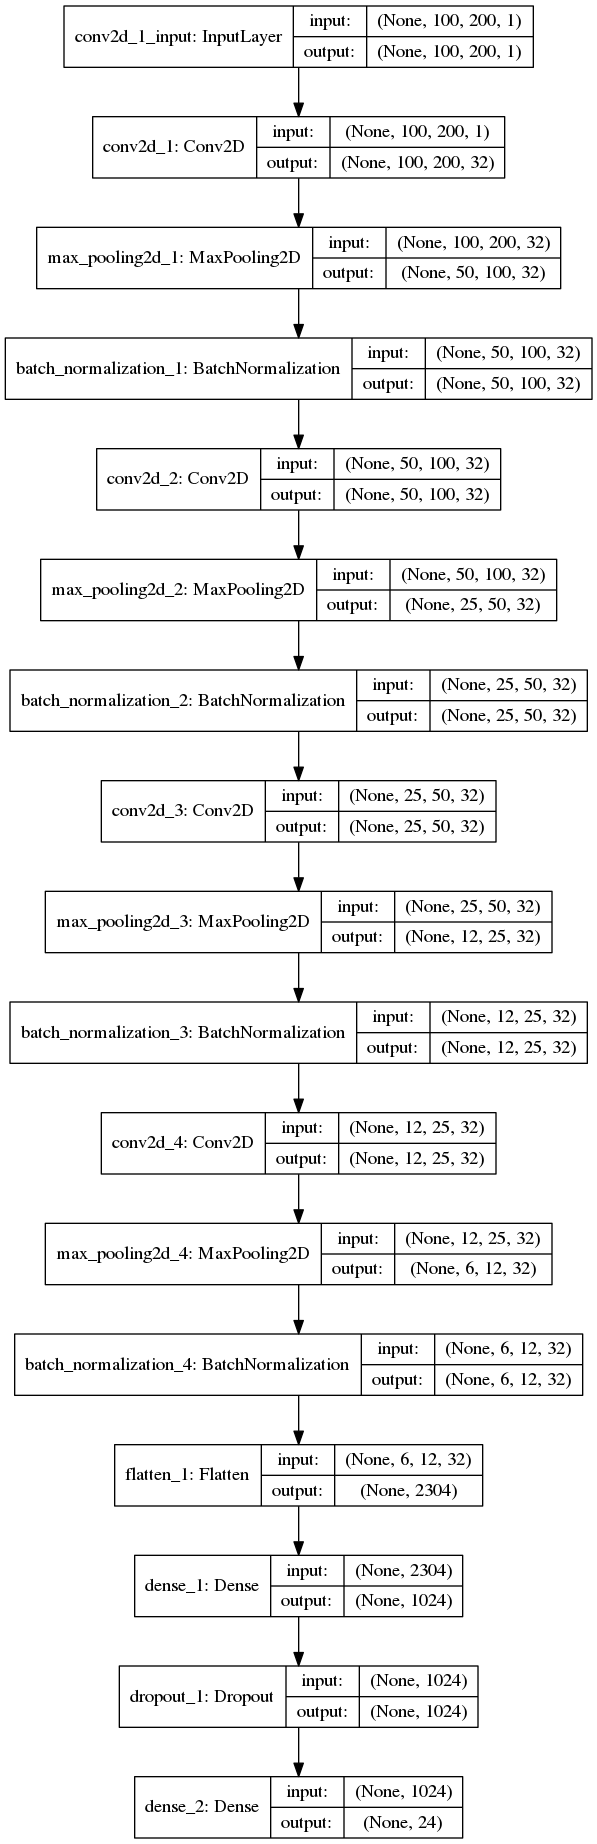 conv2d_1_input: InputLayer
input: (None, 100, 200, 1)
output: (None, 100, 200, 1)
conv2d_1: Conv2D
input: (None, 100, 200, 1)
output: (None, 100, 200, 32)
max_pooling2d_1: MaxPooling2D
input: (None, 100, 200, 32)
output: (None, 50, 100, 32)
batch_normalization_1: BatchNormalization
input: (None, 50, 100, 32)
output: (None, 50, 100, 32)
conv2d_2: Conv2D
input: (None, 50, 100, 32)
output: (None, 50, 100, 32)
max_pooling2d_2: MaxPooling2D
input: (None, 50, 100, 32)
output: (None, 25, 50, 32)
batch_normalization_2: BatchNormalization
input: (None, 25, 50, 32)
output: (None, 25, 50, 32)
conv2d_3: Conv2D
input: (None, 25, 50, 32)
output: (None, 25, 50, 32)
max_pooling2d_3: MaxPooling2D
input: (None, 25, 50, 32)
output: (None, 12, 25, 32)
batch_normalization_3: BatchNormalization
input: (None, 12, 25, 32)
output: (None, 12, 25, 32)
conv2d_4: Conv2D
input: (None, 12, 25, 32)
output: (None, 12, 25, 32)
max_pooling2d_4: MaxPooling2D
input: (None, 12, 25, 32)
output: (None, 6, 12, 32)
batch_normalization_4: BatchNormalization
input: (None, 6, 12, 32)
output: (None, 6, 12, 32)
flatten_1: Flatten
input: (None, 6, 12, 32)
output: (None, 2304)
dense_1: Dense
input: (None, 2304)
output: (None, 1024)
dropout_1: Dropout
input: (None, 1024)
output: (None, 1024)
dense_2: Dense
input: (None, 1024)
output: (None, 24)